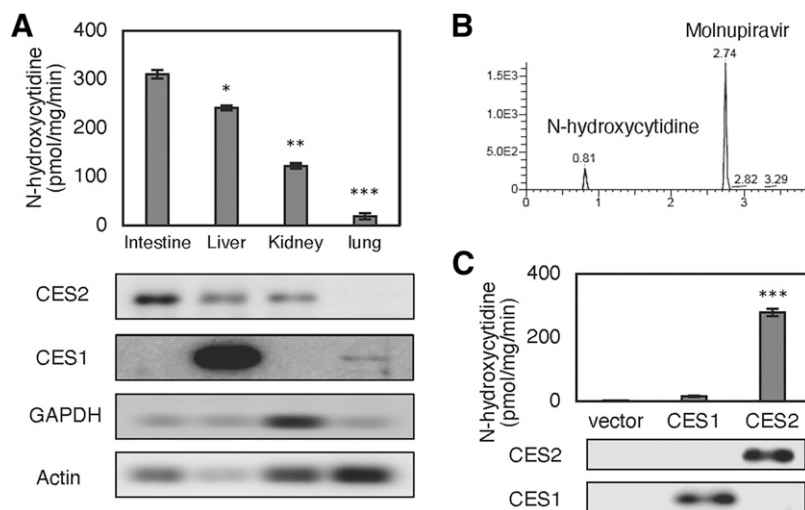 A
N-hydroxycytidine
(pmol/mg/min)
400
300
200
100
0
*
**
***
Intestine Liver Kidney lung
CES2
CES1
GAPDH
Actin
B
Molnupiravir
2.74
1.5E3
1.0E3
N-hydroxycytidine
5.0E2
0.81
2.82 3.29
0
0 1 2 3
C
N-hydroxycytidine
(pmol/mg/min)
400
200
0
***
vector CES1 CES2
CES2
CES1